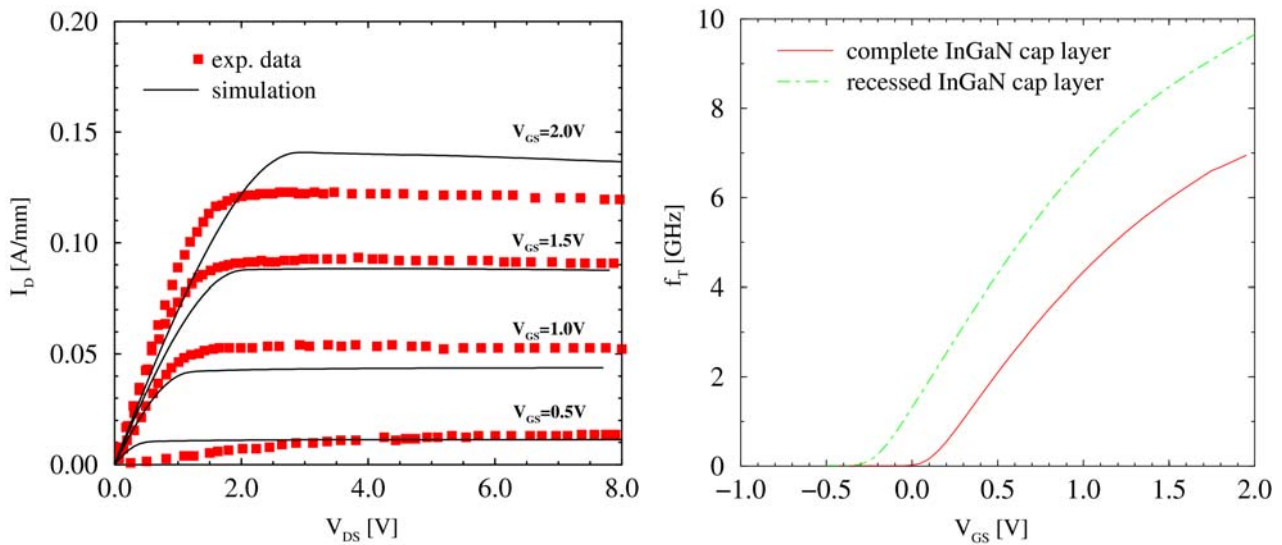 0.20
0.15
0.10
0.05
0.00
I_D [A/mm]
exp. data
simulation
V_GS=2.0V
V_GS=1.5V
V_GS=1.0V
V_GS=0.5V
0.0 2.0 4.0 6.0 8.0
V_DS [V]
10
8
6
4
2
0
f_T [GHz]
complete InGaN cap layer
recessed InGaN cap layer
−1.0 −0.5 0.0 0.5 1.0 1.5 2.0
V_GS [V]